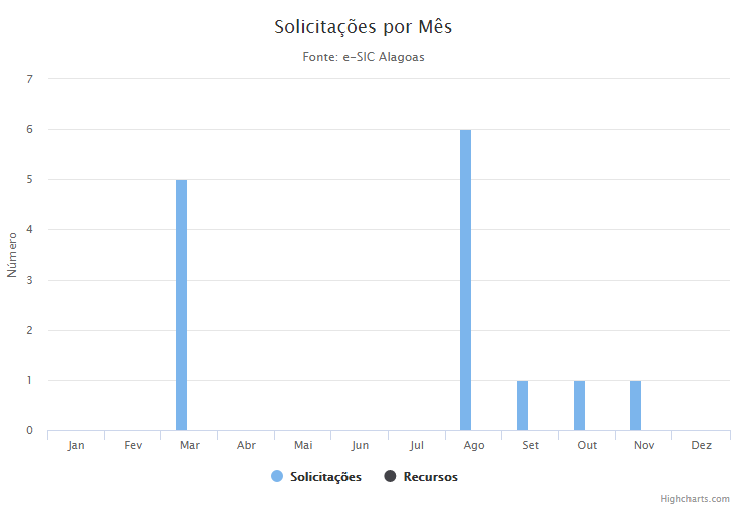 Solicitações por Mês
Fonte: e-SIC Alagoas
7
6
5
4
3
2
1
0
Número
Jan Fev Mar Abr Mai Jun Jul Ago Set Out Nov Dez
Solicitações Recursos
Highcharts.com